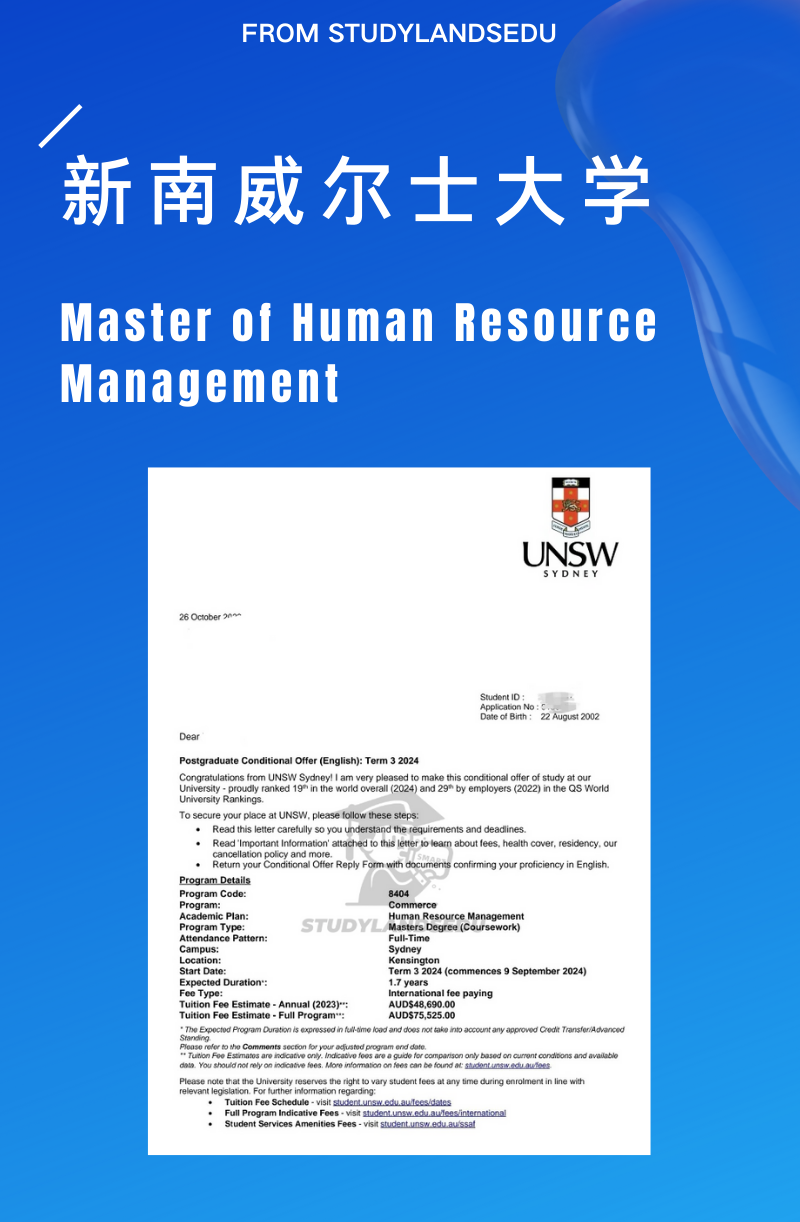 FROM STUDYLANDSEDU
新南威尔士大学
Master of Human Resource
Management
UNSW
SYDNEY
26 October
Student ID :
Application No :
Date of Birth : 22 August 2002
Dear
Postgraduate Conditional Offer (English): Term 3 2024
Congratulations from UNSW Sydney! I am very pleased to make this conditional offer of study at our
University - proudly ranked 19th in the world overall (2024) and 29th by employers (2022) in the QS World
University Rankings.
To secure your place at UNSW, please follow these steps:
• Read this letter carefully so you understand the requirements and deadlines.
• Read 'Important Information' attached to this letter to learn about fees, health cover, residency, our
cancellation policy and more.
• Return your Conditional Offer Reply Form with documents confirming your proficiency in English.
Program Details
Program Code: 8404
Program: Commerce
Academic Plan: Human Resource Management
Program Type: Masters Degree (Coursework)
STUDYLANDSEDU
Attendance Pattern: Full-Time
Campus: Sydney
Location: Kensington
Start Date: Term 3 2024 (commences 9 September 2024)
Expected Duration*: 1.7 years
Fee Type: International fee paying
Tuition Fee Estimate - Annual (2023)**: AUD$48,690.00
Tuition Fee Estimate - Full Program**: AUD$75,525.00
* The Expected Program Duration is expressed in full-time load and does not take into account any approved Credit Transfer/Advanced
Standing.
Please refer to the Comments section for your adjusted program end date.
** Tuition Fee Estimates are indicative only. Indicative fees are a guide for comparison only based on current conditions and available
data. You should not rely on indicative fees. More information on fees can be found at: student.unsw.edu.au/fees.
Please note that the University reserves the right to vary student fees at any time during enrolment in line with
relevant legislation. For further information regarding:
• Tuition Fee Schedule - visit student.unsw.edu.au/fees/dates
• Full Program Indicative Fees - visit student.unsw.edu.au/fees/international
• Student Services Amenities Fees - visit student.unsw.edu.au/ssaf